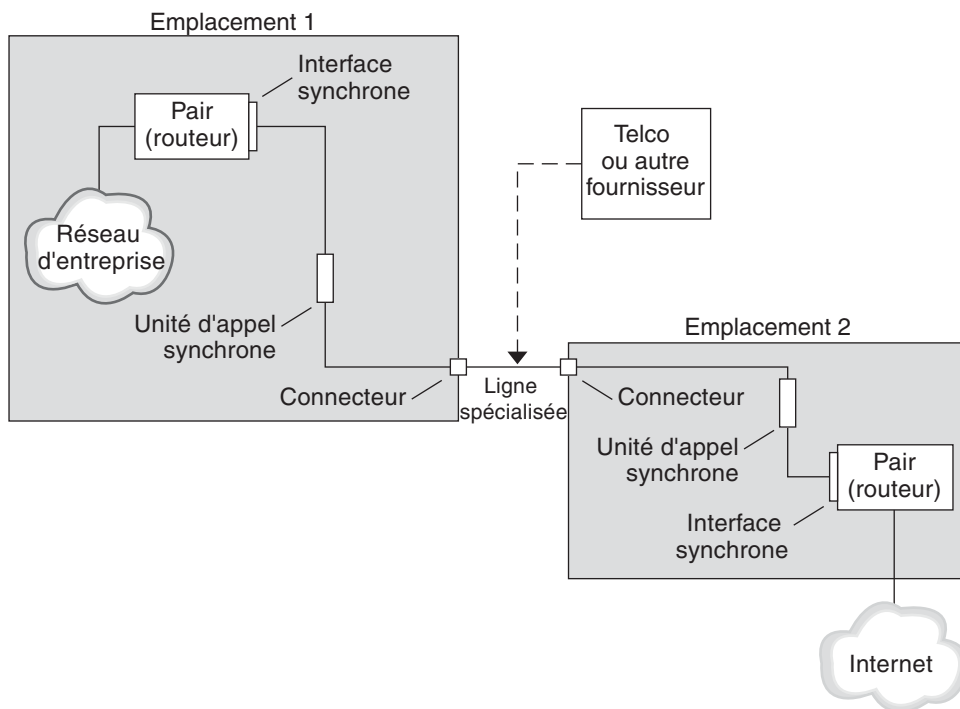 Emplacement 1
Interface
synchrone
Pair
(routeur)
Réseau
d'entreprise
Unité d'appel
synchrone
Connecteur
Telco
ou autre
fournisseur
Ligne
spécialisée
Emplacement 2
Connecteur
Unité d'appel
synchrone
Pair
(routeur)
Interface
synchrone
Internet